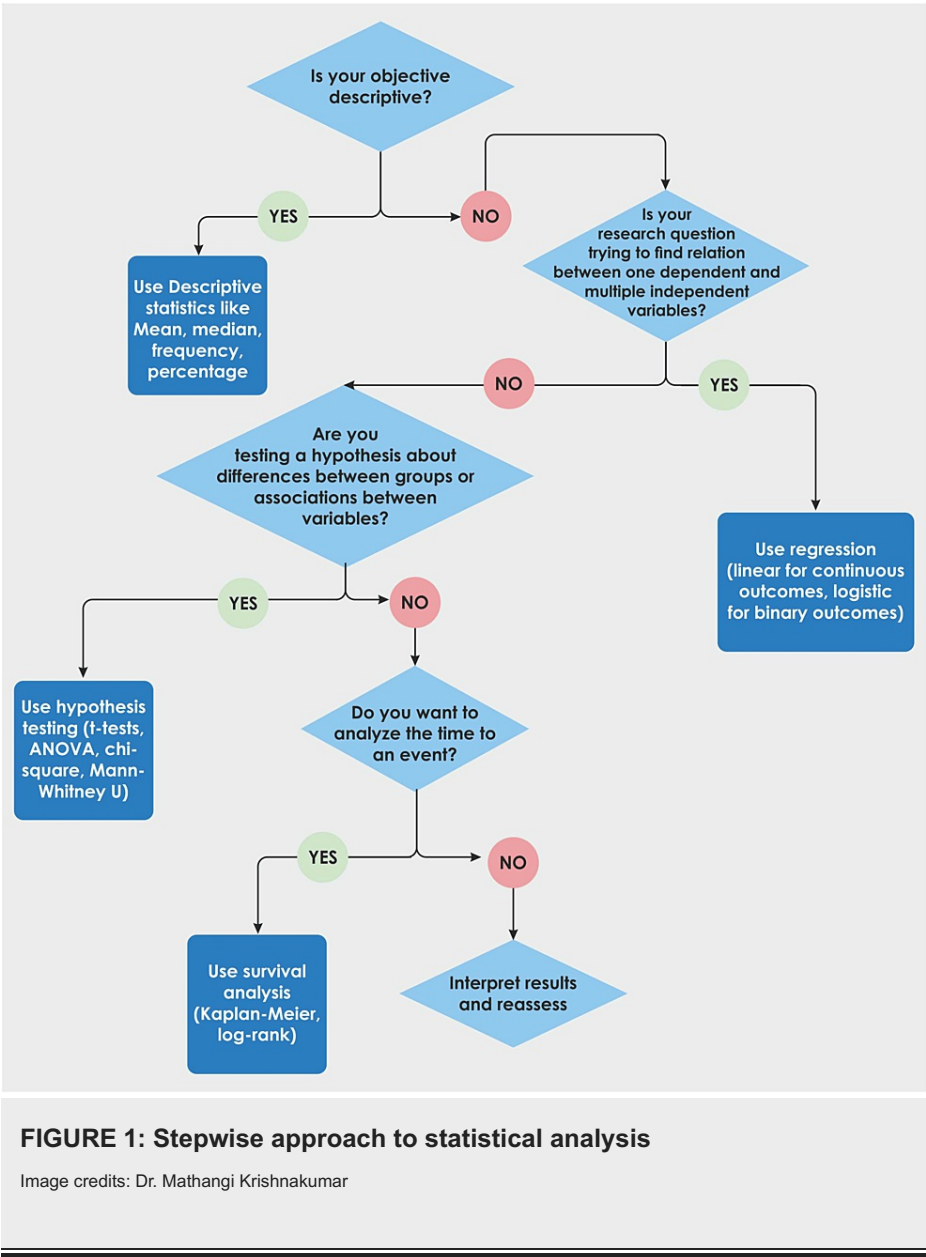 Is your objective
descriptive?
YES
NO
Use Descriptive
statistics like
Mean, median,
frequency,
percentage
Is your
research question
trying to find relation
between one dependent and
multiple independent
variables?
NO
YES
Are you
testing a hypothesis about
differences between groups or
associations between
variables?
Use regression
(linear for continuous
outcomes, logistic
for binary outcomes)
YES
NO
Use hypothesis
testing (t-tests,
ANOVA, chi-
square, Mann-
Whitney U)
Do you want to
analyze the time to
an event?
YES
NO
Use survival
analysis
(Kaplan-Meier,
log-rank)
Interpret results
and reassess
FIGURE 1: Stepwise approach to statistical analysis
Image credits: Dr. Mathangi Krishnakumar